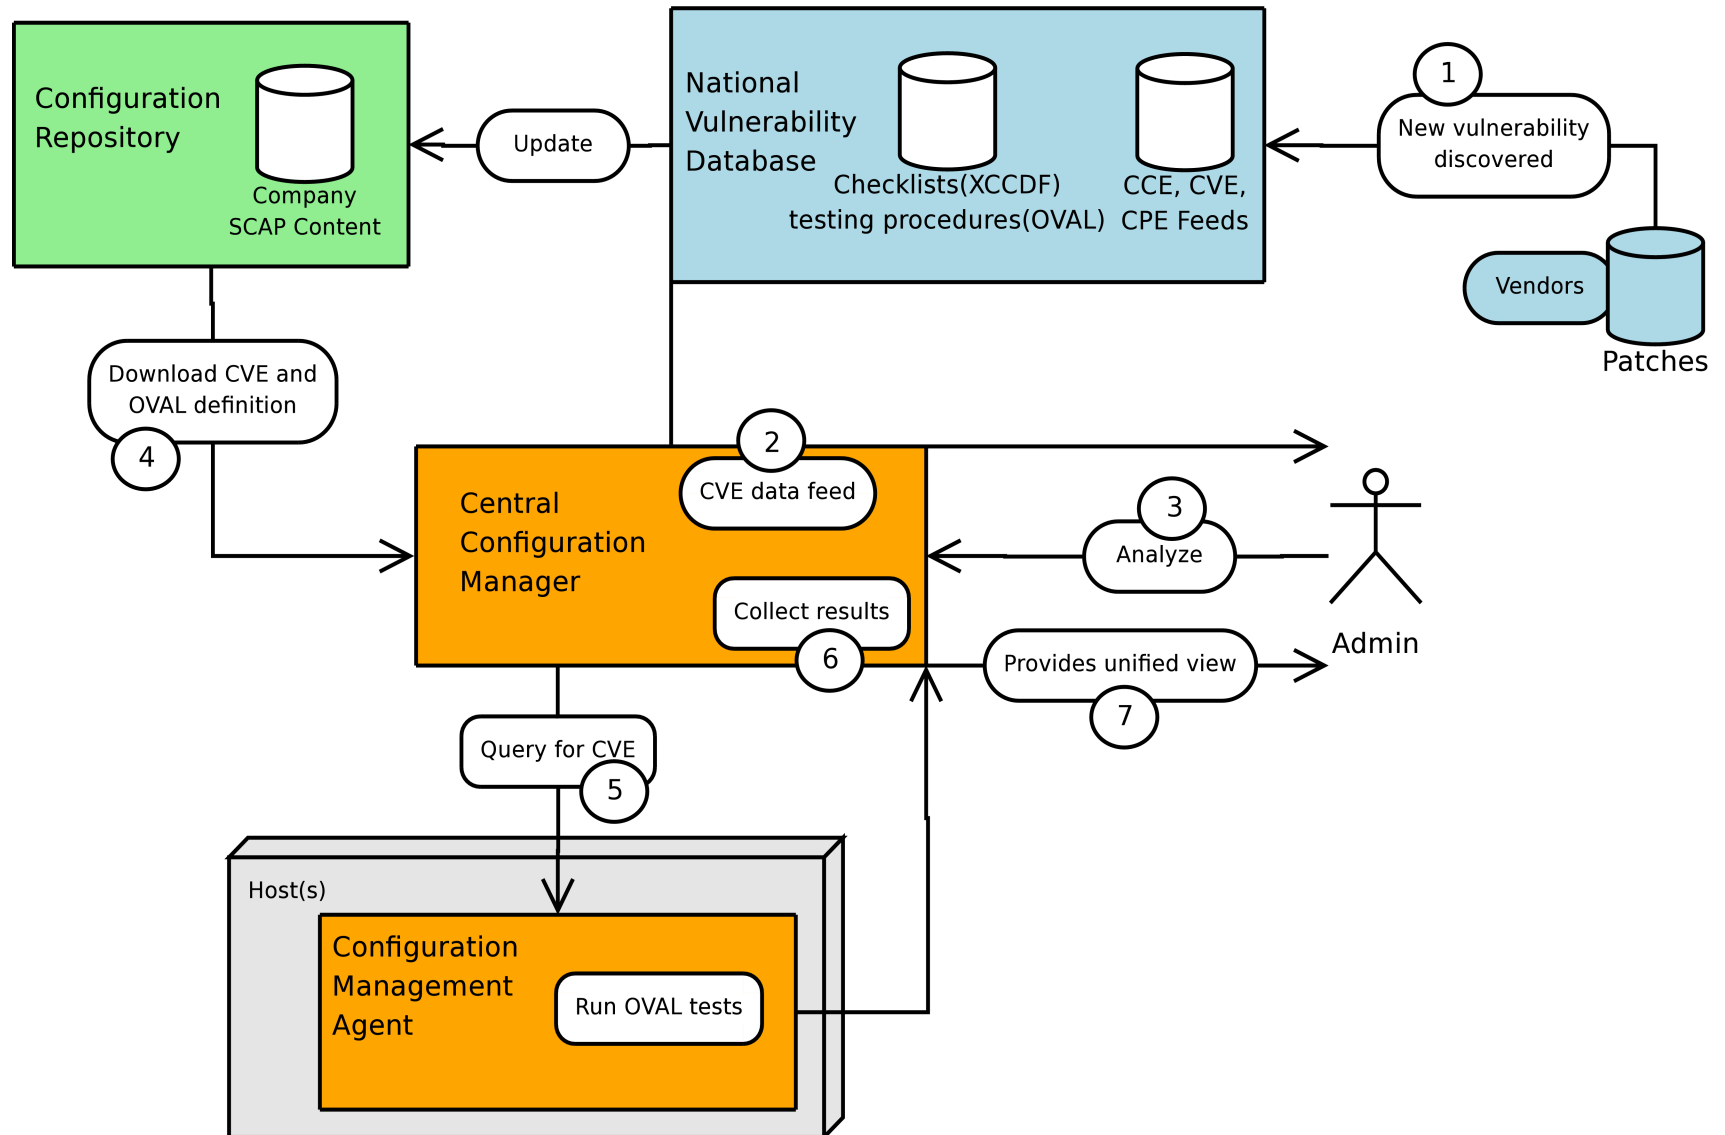 Configuration
Repository
Company
SCAP Content
Update
National
Vulnerability
Database
Checklists(XCCDF)
testing procedures(OVAL)
CCE, CVE,
CPE Feeds
1
New vulnerability
discovered
Vendors
Patches
Download CVE and
OVAL definition
4
2
CVE data feed
Central
Configuration
Manager
3
Analyze
Admin
Collect results
6
Provides unified view
7
Query for CVE
5
Host(s)
Configuration
Management
Agent
Run OVAL tests